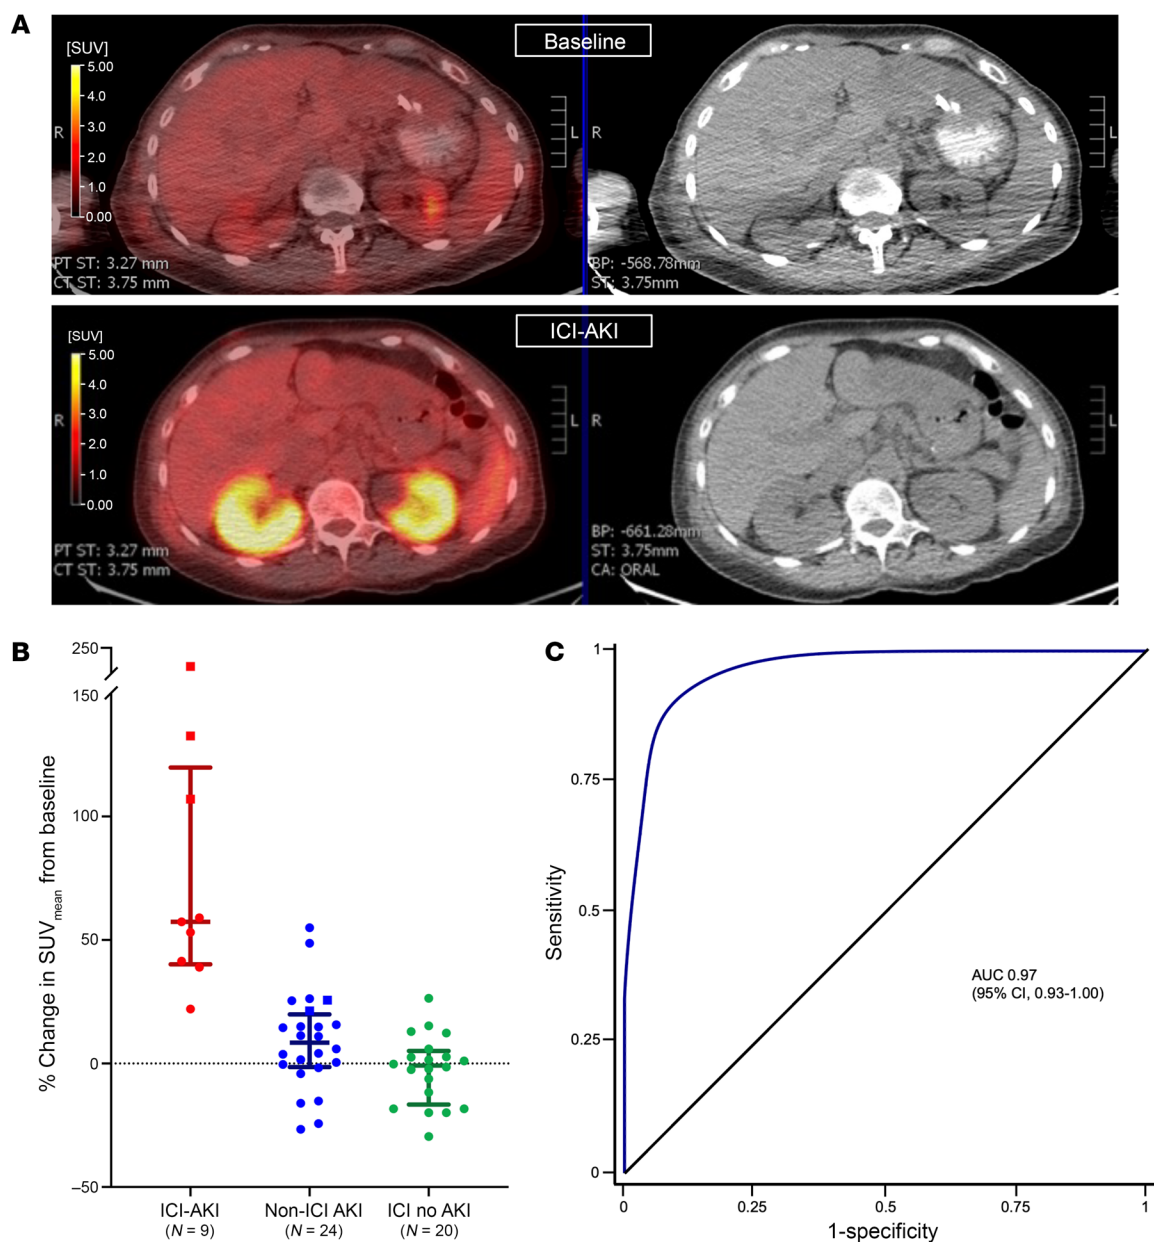 A
Baseline
[SUV]
5.00
4.0
3.0
2.0
1.0
0.00
R
L
PT ST: 3.27 mm
CT ST: 3.75 mm
R
L
BP: -568.78mm
ST: 3.75mm
ICI-AKI
[SUV]
5.00
4.0
3.0
2.0
1.0
0.00
R
L
PT ST: 3.27 mm
CT ST: 3.75 mm
R
L
BP: -661.28mm
ST: 3.75mm
CA: ORAL
B
% Change in SUVmean from baseline
250
150
100
50
0
–50
ICI-AKI
(N = 9)
Non-ICI AKI
(N = 24)
ICI no AKI
(N = 20)
C
Sensitivity
1
0.75
0.5
0.25
0
AUC 0.97
(95% CI, 0.93-1.00)
0
0.25
0.5
0.75
1
1-specificity